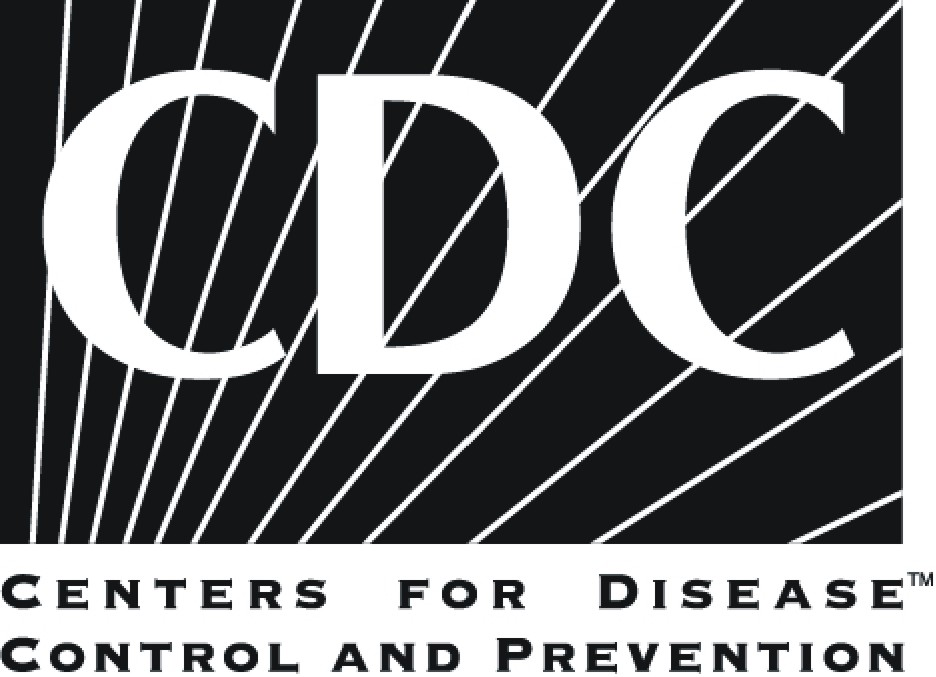 CDC
CENTERS FOR DISEASE™
CONTROL AND PREVENTION